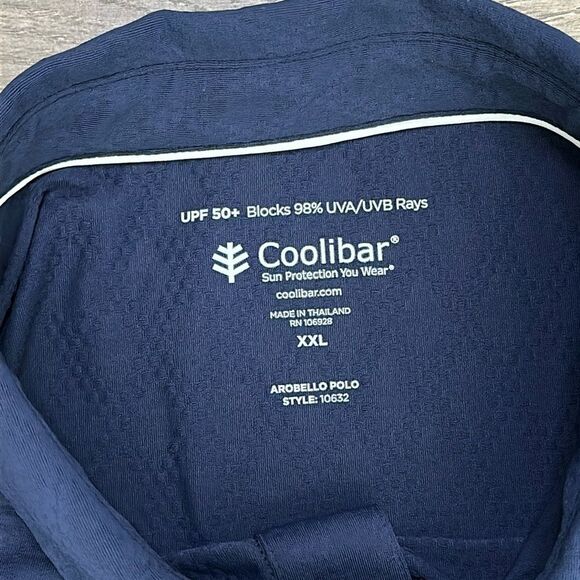 UPF 50+ Blocks 98% UVA/UVB Rays
Coolibar®
Sun Protection You Wear®
coolibar.com
MADE IN THAILAND
RN 106928
XXL
AROBELLO POLO
STYLE: 10632